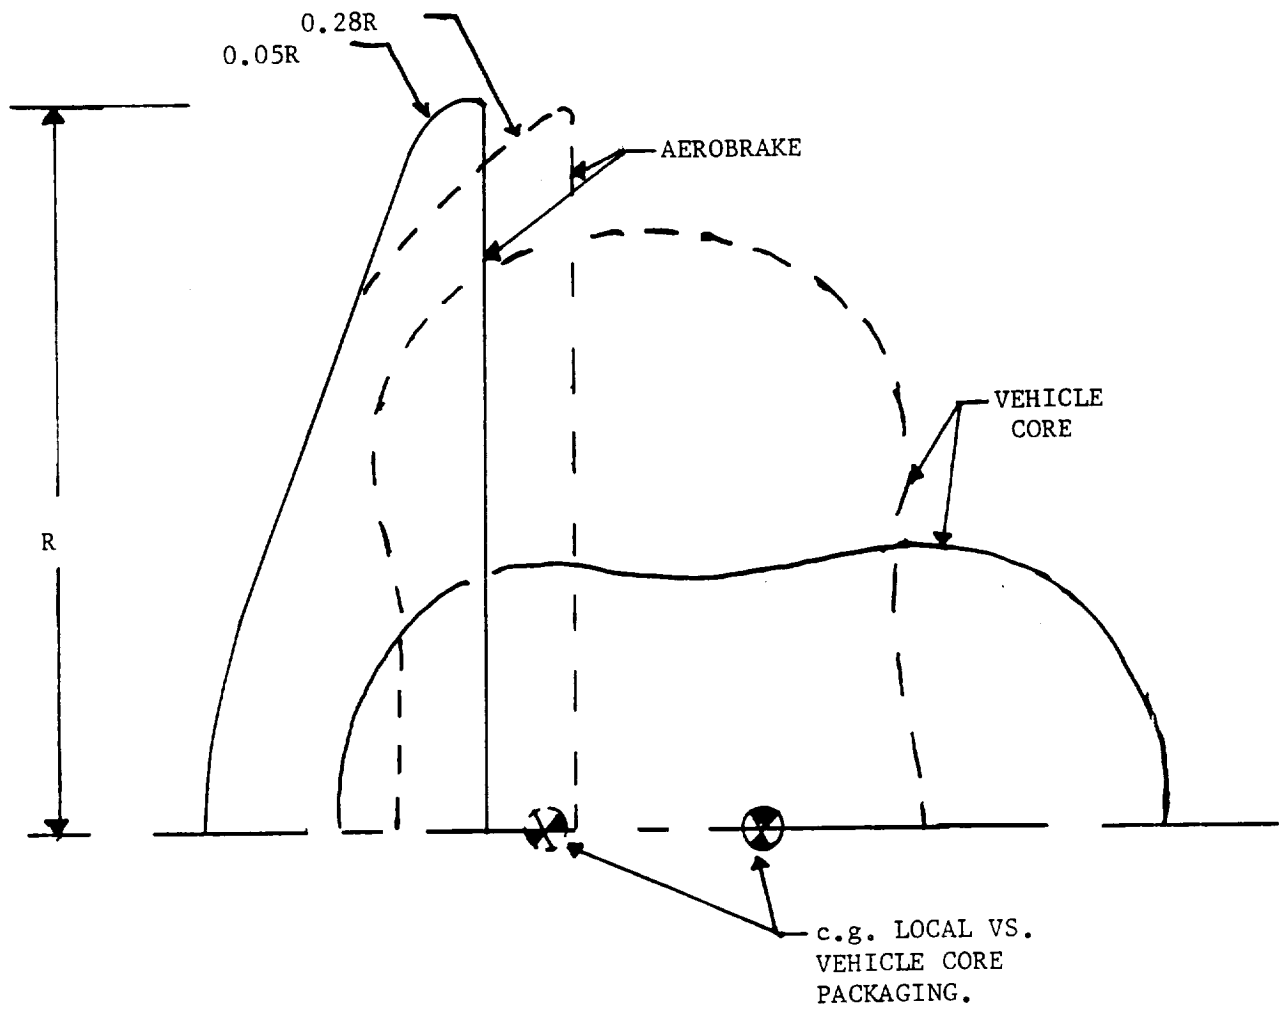 0.28R
0.05R
AEROBRAKE
VEHICLE
CORE
R
c.g. LOCAL VS.
VEHICLE CORE
PACKAGING.